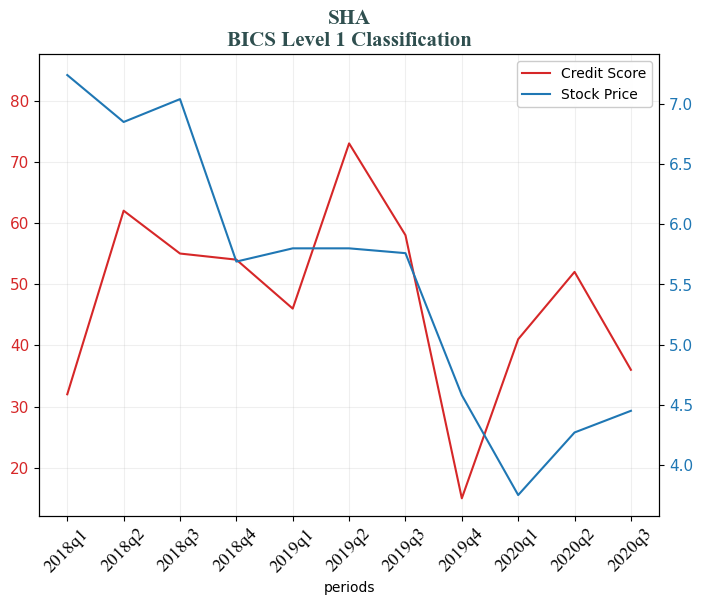 SHA
BICS Level 1 Classification
Credit Score
Stock Price
80
70
60
50
40
30
20
7.0
6.5
6.0
5.5
5.0
4.5
4.0
2018q1
2018q2
2018q3
2018q4
2019q1
2019q2
2019q3
2019q4
2020q1
2020q2
2020q3
periods